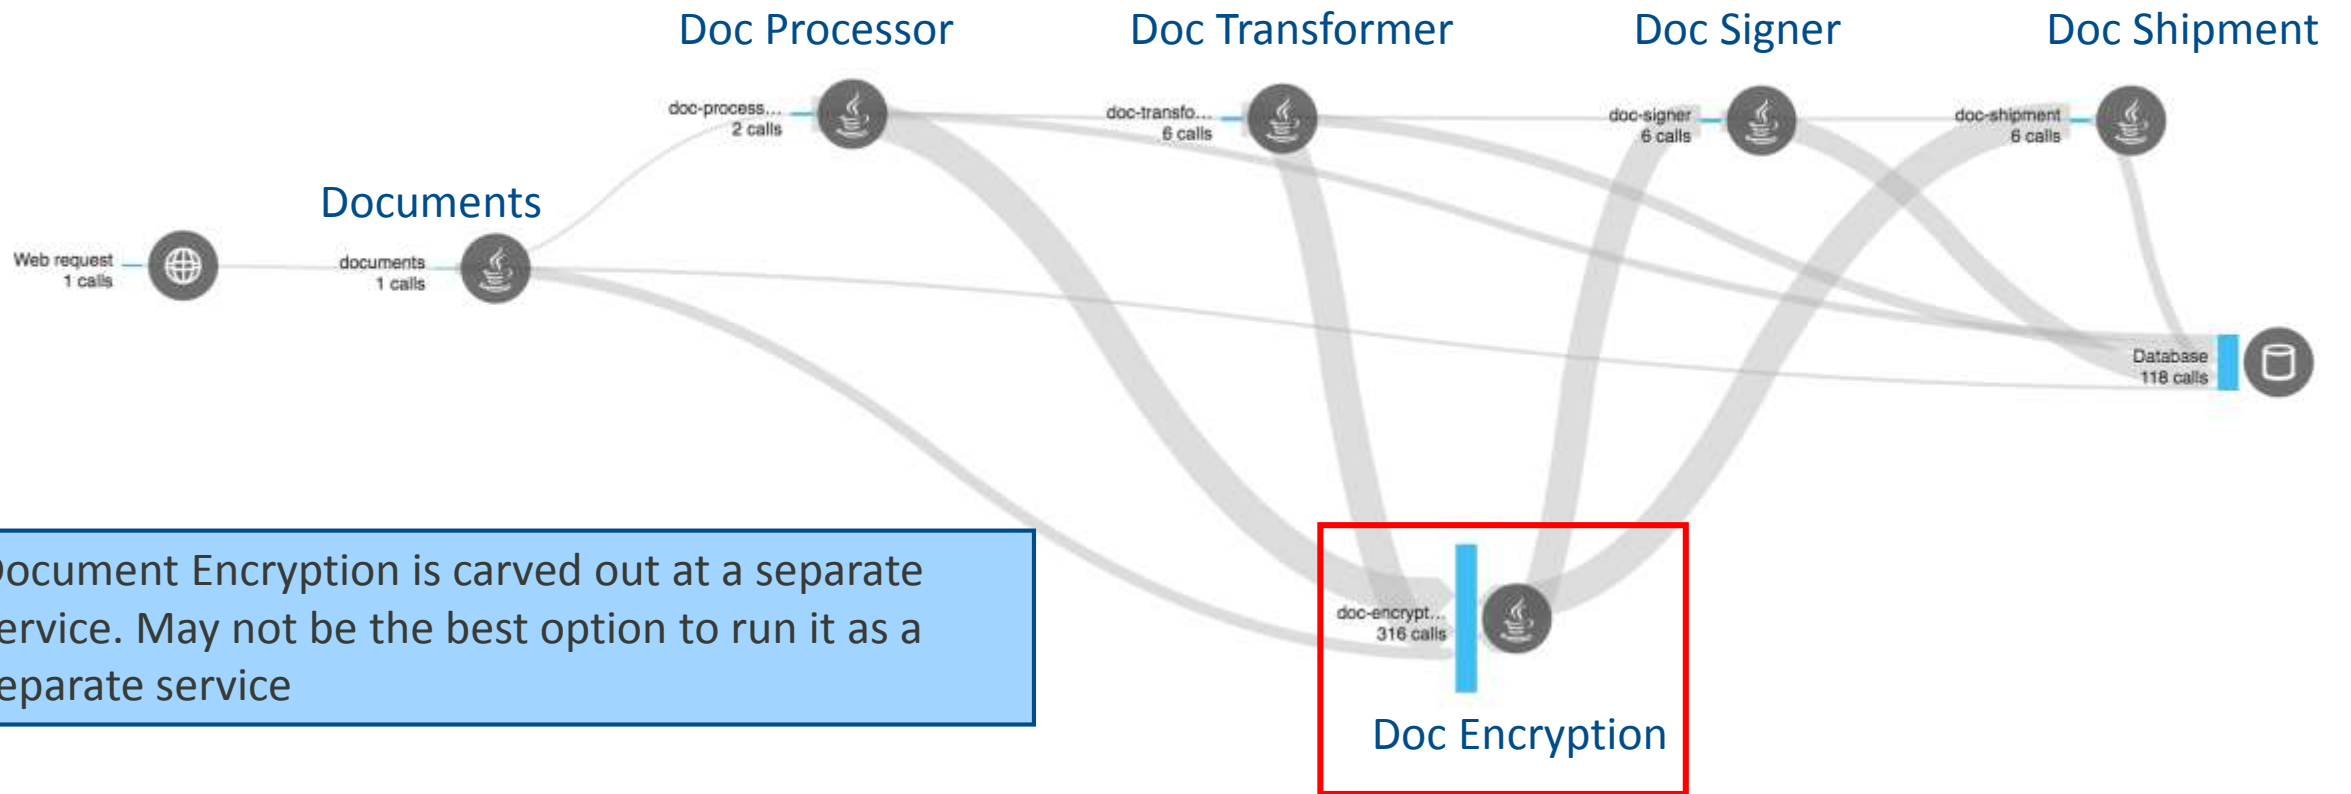 Doc Processor
Doc Transformer
Doc Signer
Doc Shipment
doc-process...
2 calls
doc-transfo...
6 calls
doc-signer
6 calls
doc-shipment
6 calls
Documents
Web request
1 calls
documents
1 calls
Database
118 calls
Document Encryption is carved out at a separate
service. May not be the best option to run it as a
separate service
doc-encrypt...
316 calls
Doc Encryption